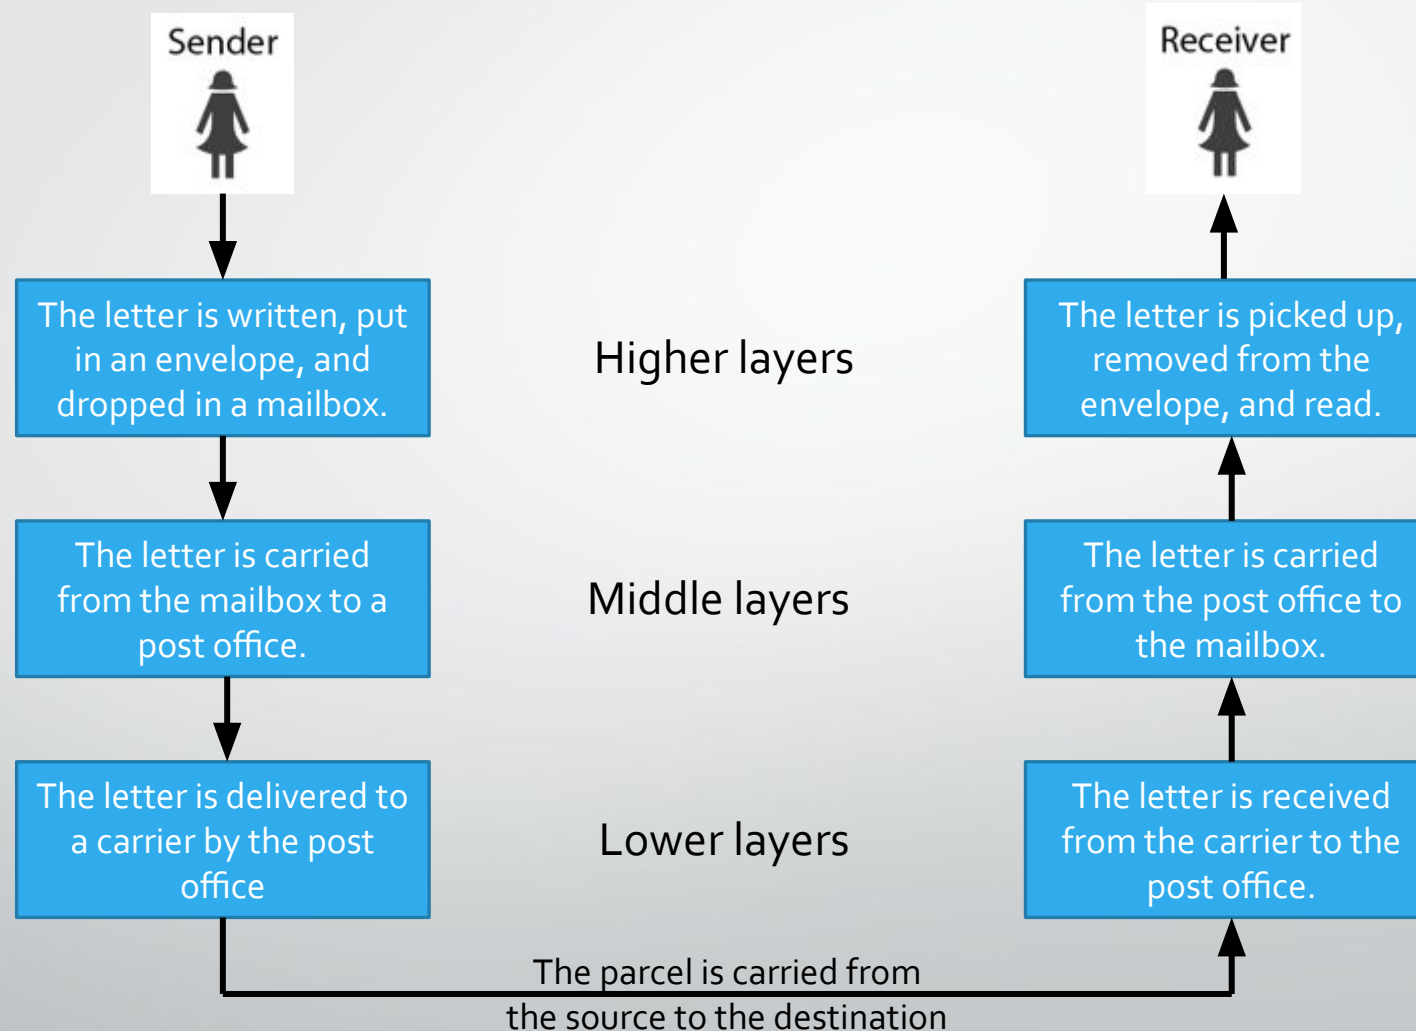 Sender
Receiver
The letter is written, put
in an envelope, and
dropped in a mailbox.
Higher layers
The letter is picked up,
removed from the
envelope, and read.
The letter is carried
from the mailbox to a
post office.
Middle layers
The letter is carried
from the post office to
the mailbox.
The letter is delivered to
a carrier by the post
office
Lower layers
The letter is received
from the carrier to the
post office.
The parcel is carried from
the source to the destination